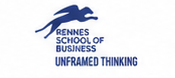 RENNES
SCHOOL OF
BUSINESS
UNFRAMED THINKING